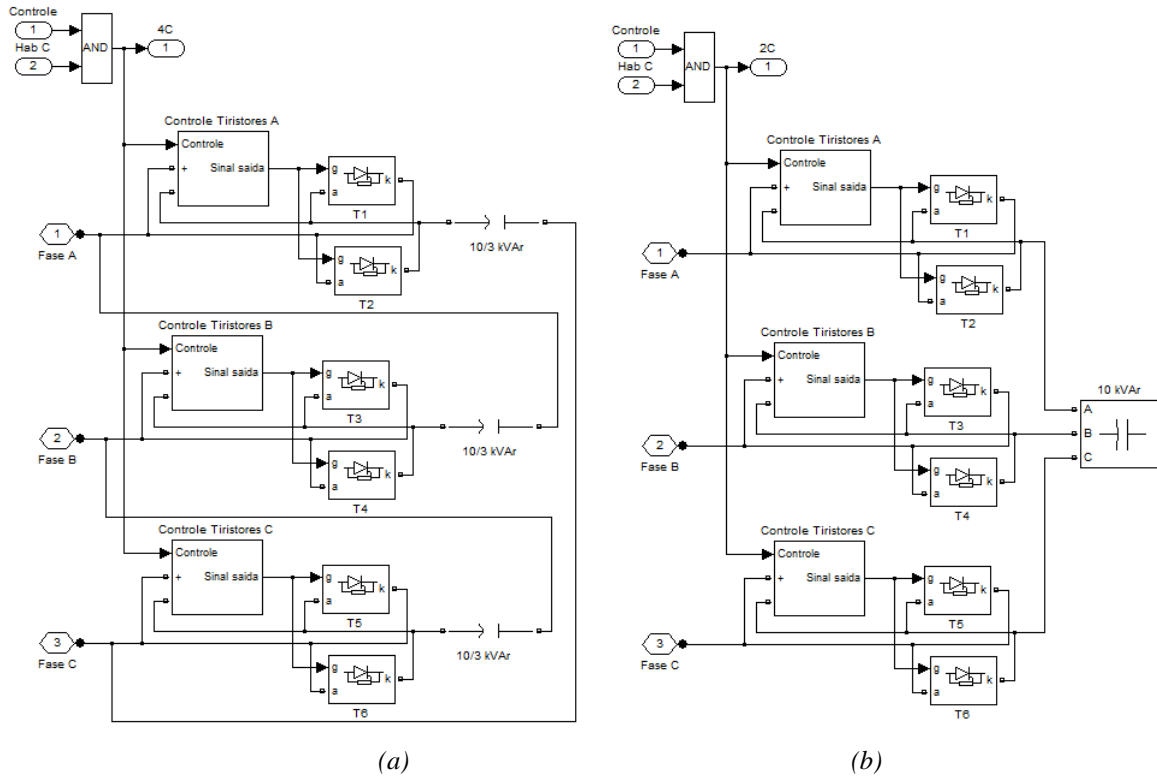 Controle
1
Hab C
2
AND
4C
1
Controle Tiristores A
Controle
+
Sinal saida
g
a
k
T1
g
a
k
T2
1
Fase A
10/3 kVAr
Controle Tiristores B
Controle
+
Sinal saida
g
a
k
T3
g
a
k
T4
2
Fase B
10/3 kVAr
Controle Tiristores C
Controle
+
Sinal saida
g
a
k
T5
g
a
k
T6
3
Fase C
10/3 kVAr
(a)
Controle
1
Hab C
2
AND
2C
1
Controle Tiristores A
Controle
+
Sinal saida
g
a
k
T1
g
a
k
T2
1
Fase A
Controle Tiristores B
Controle
+
Sinal saida
g
a
k
T3
g
a
k
T4
2
Fase B
10 kVAr
A
B
C
Controle Tiristores C
Controle
+
Sinal saida
g
a
k
T5
g
a
k
T6
3
Fase C
(b)